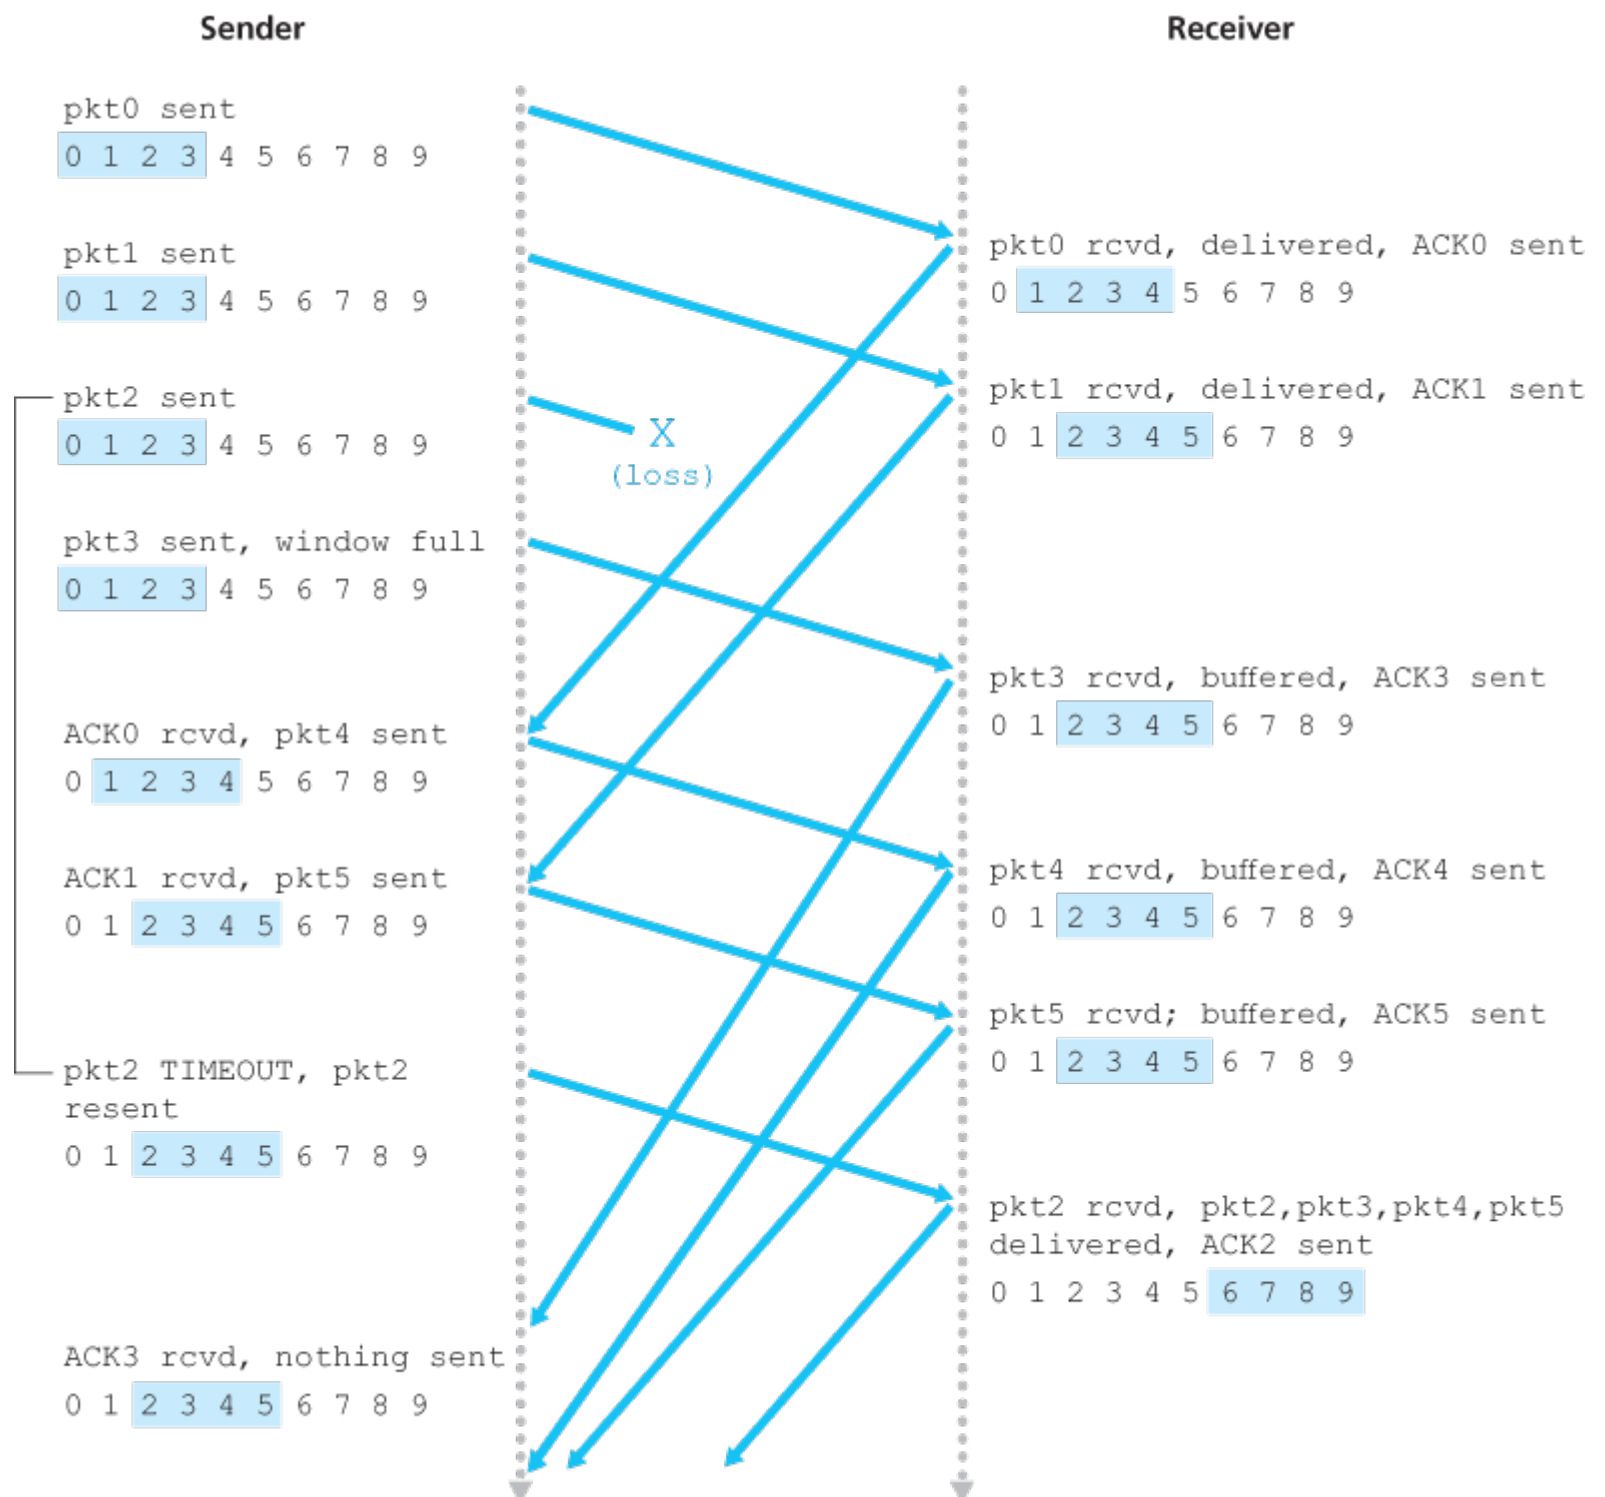 Sender
Receiver
pkt0 sent
0 1 2 3 4 5 6 7 8 9
pkt0 rcvd, delivered, ACK0 sent
0 1 2 3 4 5 6 7 8 9
pkt1 sent
0 1 2 3 4 5 6 7 8 9
pkt1 rcvd, delivered, ACK1 sent
0 1 2 3 4 5 6 7 8 9
pkt2 sent
0 1 2 3 4 5 6 7 8 9
X
(loss)
pkt3 sent, window full
0 1 2 3 4 5 6 7 8 9
pkt3 rcvd, buffered, ACK3 sent
0 1 2 3 4 5 6 7 8 9
ACK0 rcvd, pkt4 sent
0 1 2 3 4 5 6 7 8 9
pkt4 rcvd, buffered, ACK4 sent
0 1 2 3 4 5 6 7 8 9
ACK1 rcvd, pkt5 sent
0 1 2 3 4 5 6 7 8 9
pkt5 rcvd; buffered, ACK5 sent
0 1 2 3 4 5 6 7 8 9
pkt2 TIMEOUT, pkt2
resent
0 1 2 3 4 5 6 7 8 9
pkt2 rcvd, pkt2,pkt3,pkt4,pkt5
delivered, ACK2 sent
0 1 2 3 4 5 6 7 8 9
ACK3 rcvd, nothing sent
0 1 2 3 4 5 6 7 8 9